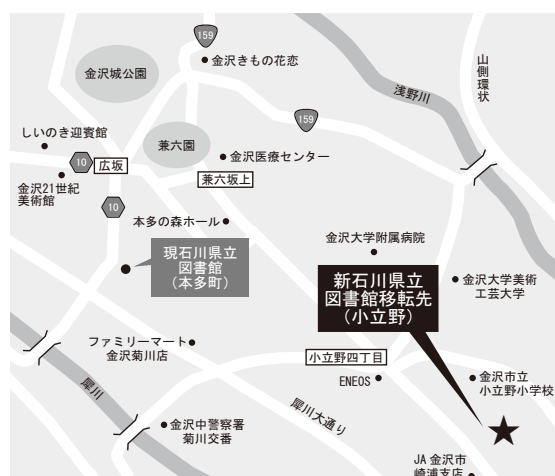 159
金沢きもの花恋
金沢城公園
山側環状
浅野川
159
しいのき迎賓館
兼六園
10
広坂
金沢医療センター
金沢21世紀
美術館
兼六坂上
10
本多の森ホール
現石川県立
図書館
(本多町)
金沢大学附属病院
新石川県立
図書館移転先
(小立野)
金沢大学美術
工芸大学
ファミリーマート
金沢菊川店
小立野四丁目
ENEOS
金沢市立
小立野小学校
犀川
犀川大通り
金沢中警察署
菊川交番
JA 金沢市
崎浦支店